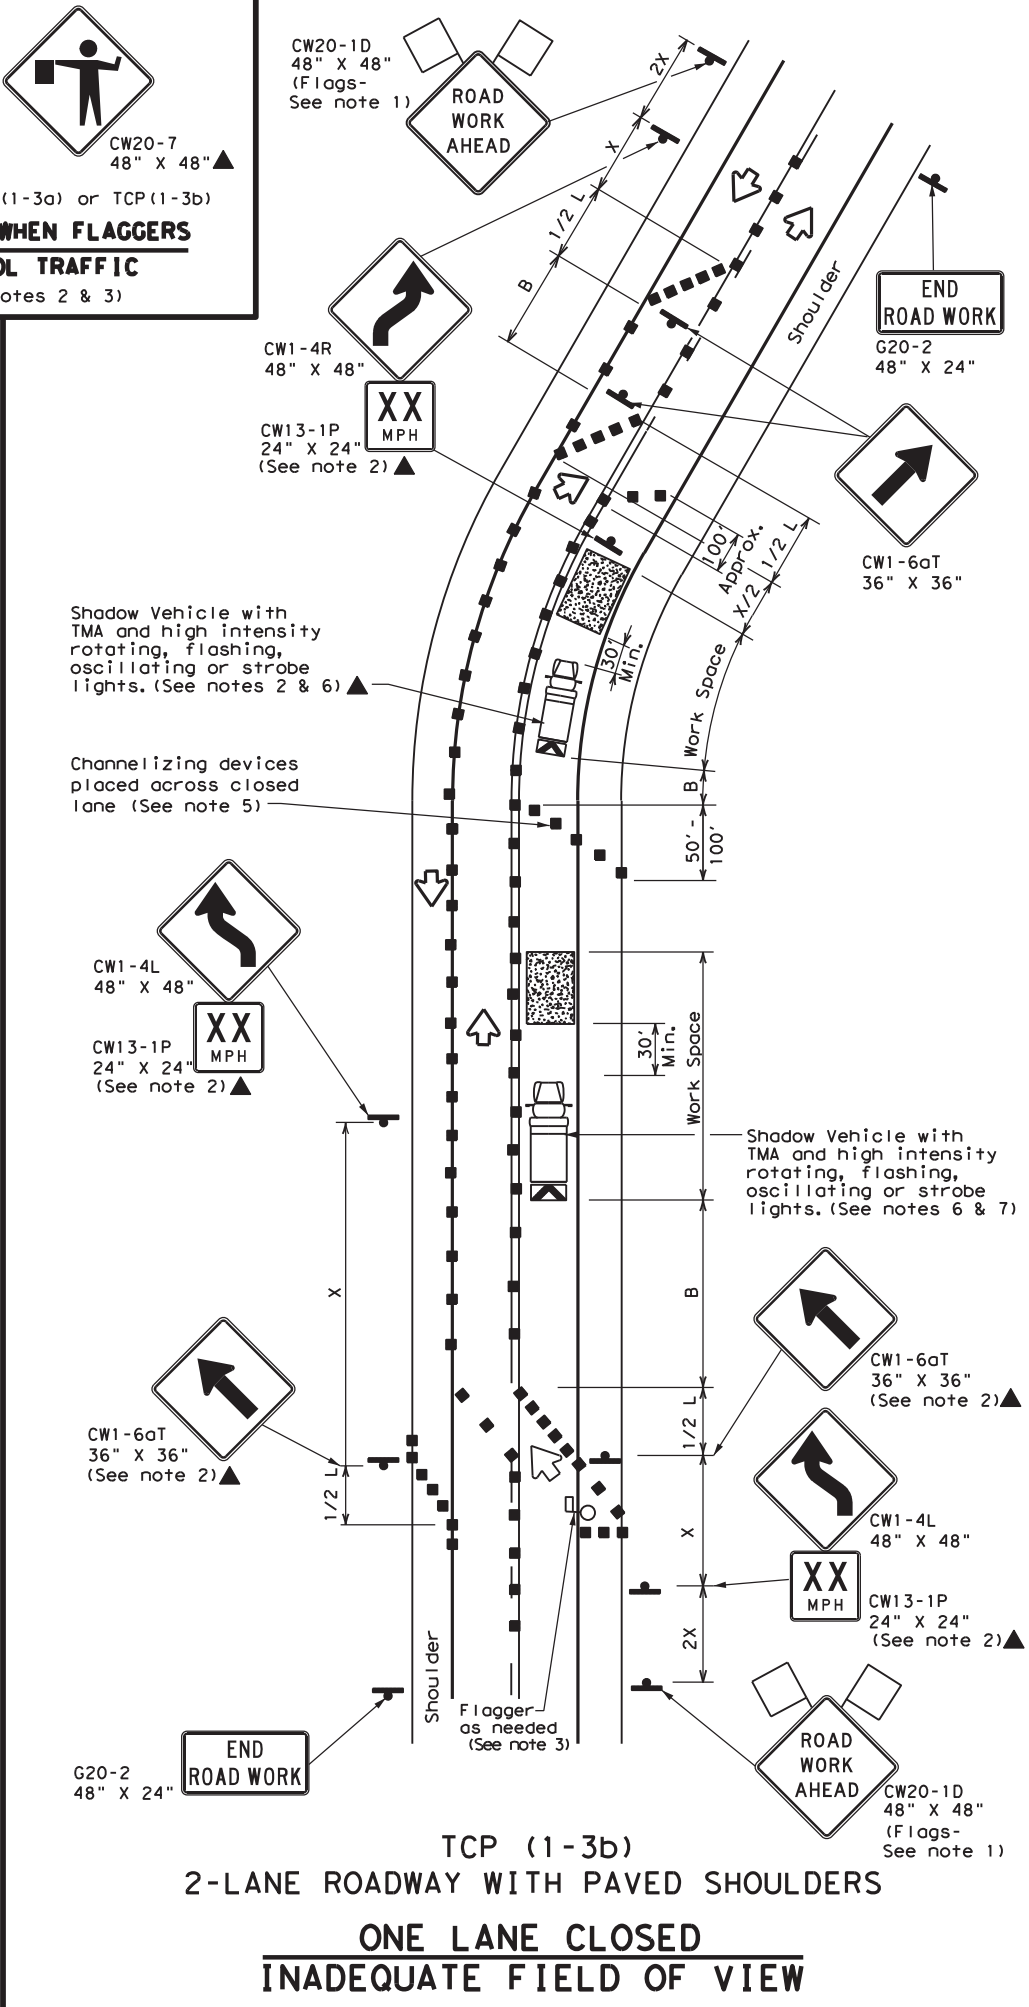 CW20-7
48" X 48"
(1-3a) or TCP(1-3b)
WHEN FLAGGERS
OL TRAFFIC
otes 2 & 3)
CW20-1D
48" X 48"
(Flags-
See note 1)
ROAD
WORK
AHEAD
2X
X
1/2 L
B
CW1-4R
48" X 48"
XX
MPH
CW13-1P
24" X 24"
(See note 2)
Shoulder
END
ROAD WORK
G20-2
48" X 24"
CW1-6aT
36" X 36"
100'
Approx.
1/2 L
X/2
Shadow Vehicle with
TMA and high intensity
rotating, flashing,
oscillating or strobe
lights. (See notes 2 & 6)
30'
Min.
Work Space
B
Channelizing devices
placed across closed
lane (See note 5)
50' -
100'
CW1-4L
48" X 48"
XX
MPH
CW13-1P
24" X 24"
(See note 2)
30'
Min.
Work Space
Shadow Vehicle with
TMA and high intensity
rotating, flashing,
oscillating or strobe
lights. (See notes 6 & 7)
X
B
CW1-6aT
36" X 36"
(See note 2)
1/2 L
CW1-6aT
36" X 36"
(See note 2)
1/2 L
X
CW1-4L
48" X 48"
XX
MPH
CW13-1P
24" X 24"
(See note 2)
2X
Shoulder
Flagger
as needed
(See note 3)
END
ROAD WORK
G20-2
48" X 24"
ROAD
WORK
AHEAD
CW20-1D
48" X 48"
(Flags-
See note 1)
TCP (1-3b)
2-LANE ROADWAY WITH PAVED SHOULDERS
ONE LANE CLOSED
INADEQUATE FIELD OF VIEW